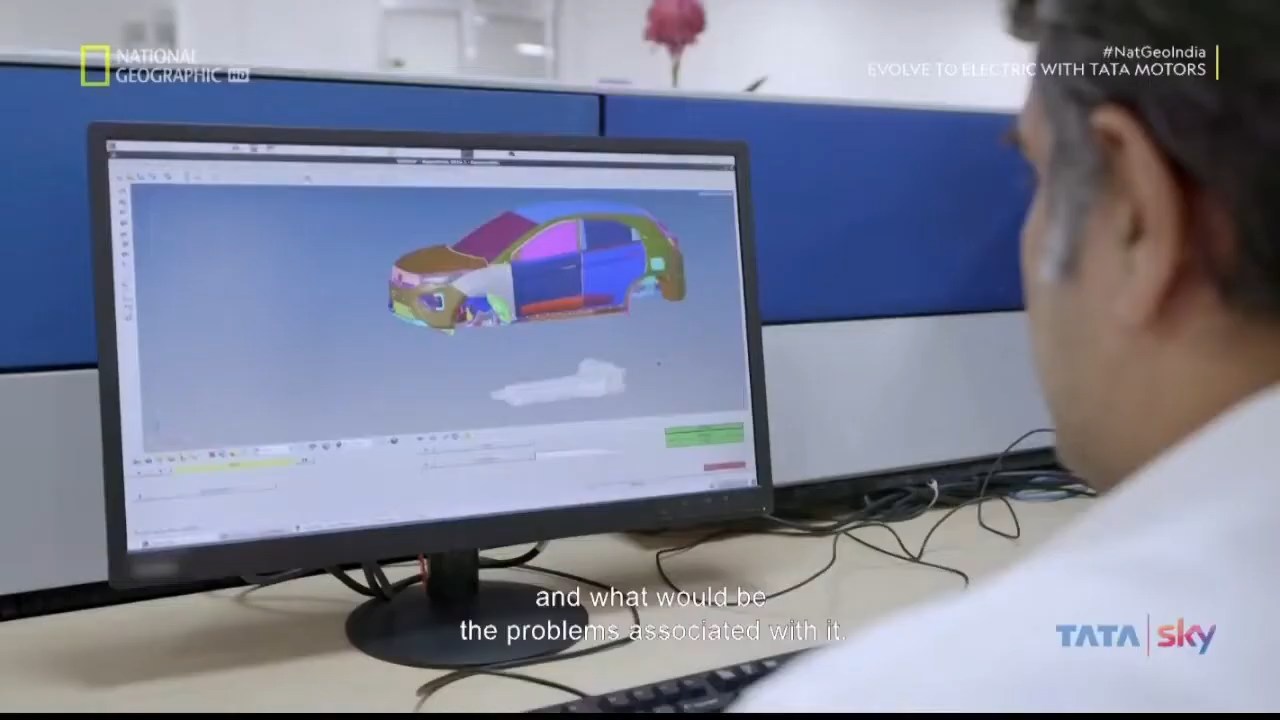 NATIONAL
GEOGRAPHIC HD
#NatGeoIndia
EVOLVE TO ELECTRIC WITH TATA MOTORS
and what would be
the problems associated with it.
TATA sky